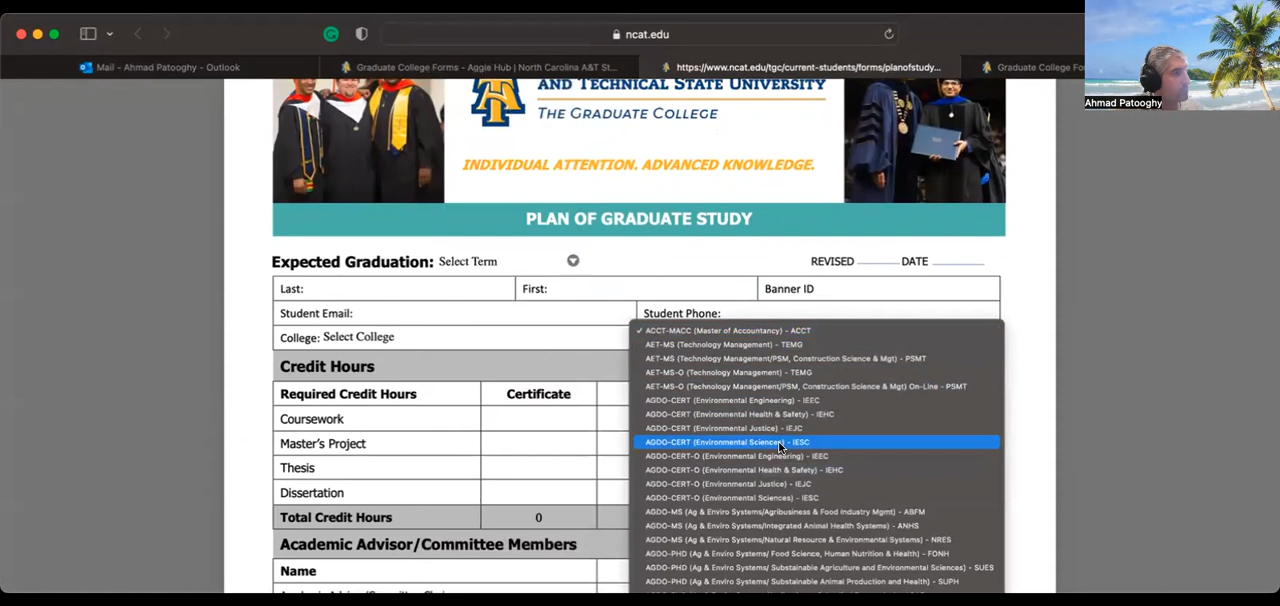 ncat.edu
Mail - Ahmad Patooghy - Outlook
Graduate College Forms - Aggie Hub | North Carolina A&T St...
https://www.ncat.edu/tgc/current-students/forms/planofstudy...
Graduate College For
Ahmad Patooghy
AND TECHNICAL STATE UNIVERSITY
THE GRADUATE COLLEGE
INDIVIDUAL ATTENTION. ADVANCED KNOWLEDGE.
PLAN OF GRADUATE STUDY
Expected Graduation: Select Term
REVISED ______ DATE ______
Last:
First:
Banner ID
Student Email:
Student Phone:
College: Select College
✓ ACCT-MACC (Master of Accountancy) - ACCT
AET-MS (Technology Management) - TEMG
AET-MS (Technology Management/PSM, Construction Science & Mgt) - PSMT
AET-MS-O (Technology Management) - TEMG
AET-MS-O (Technology Management/PSM, Construction Science & Mgt) On-Line - PSMT
AGDO-CERT (Environmental Engineering) - IEEC
AGDO-CERT (Environmental Health & Safety) - IEHC
AGDO-CERT (Environmental Justice) - IEJC
AGDO-CERT (Environmental Sciences) - IESC
AGDO-CERT-O (Environmental Engineering) - IEEC
AGDO-CERT-O (Environmental Health & Safety) - IEHC
AGDO-CERT-O (Environmental Justice) - IEJC
AGDO-CERT-O (Environmental Sciences) - IESC
AGDO-MS (Ag & Enviro Systems/Agribusiness & Food Industry Mgmt) - ABFM
AGDO-MS (Ag & Enviro Systems/Integrated Animal Health Systems) - ANHS
AGDO-MS (Ag & Enviro Systems/Natural Resource & Environmental Systems) - NRES
AGDO-PHD (Ag & Enviro Systems/ Food Science, Human Nutrition & Health) - FONH
AGDO-PHD (Ag & Enviro Systems/ Substainable Agriculture and Environmental Sciences) - SUES
AGDO-PHD (Ag & Enviro Systems/ Substainable Animal Production and Health) - SUPH
Credit Hours
Required Credit Hours
Certificate
Coursework
Master's Project
Thesis
Dissertation
Total Credit Hours
0
Academic Advisor/Committee Members
Name